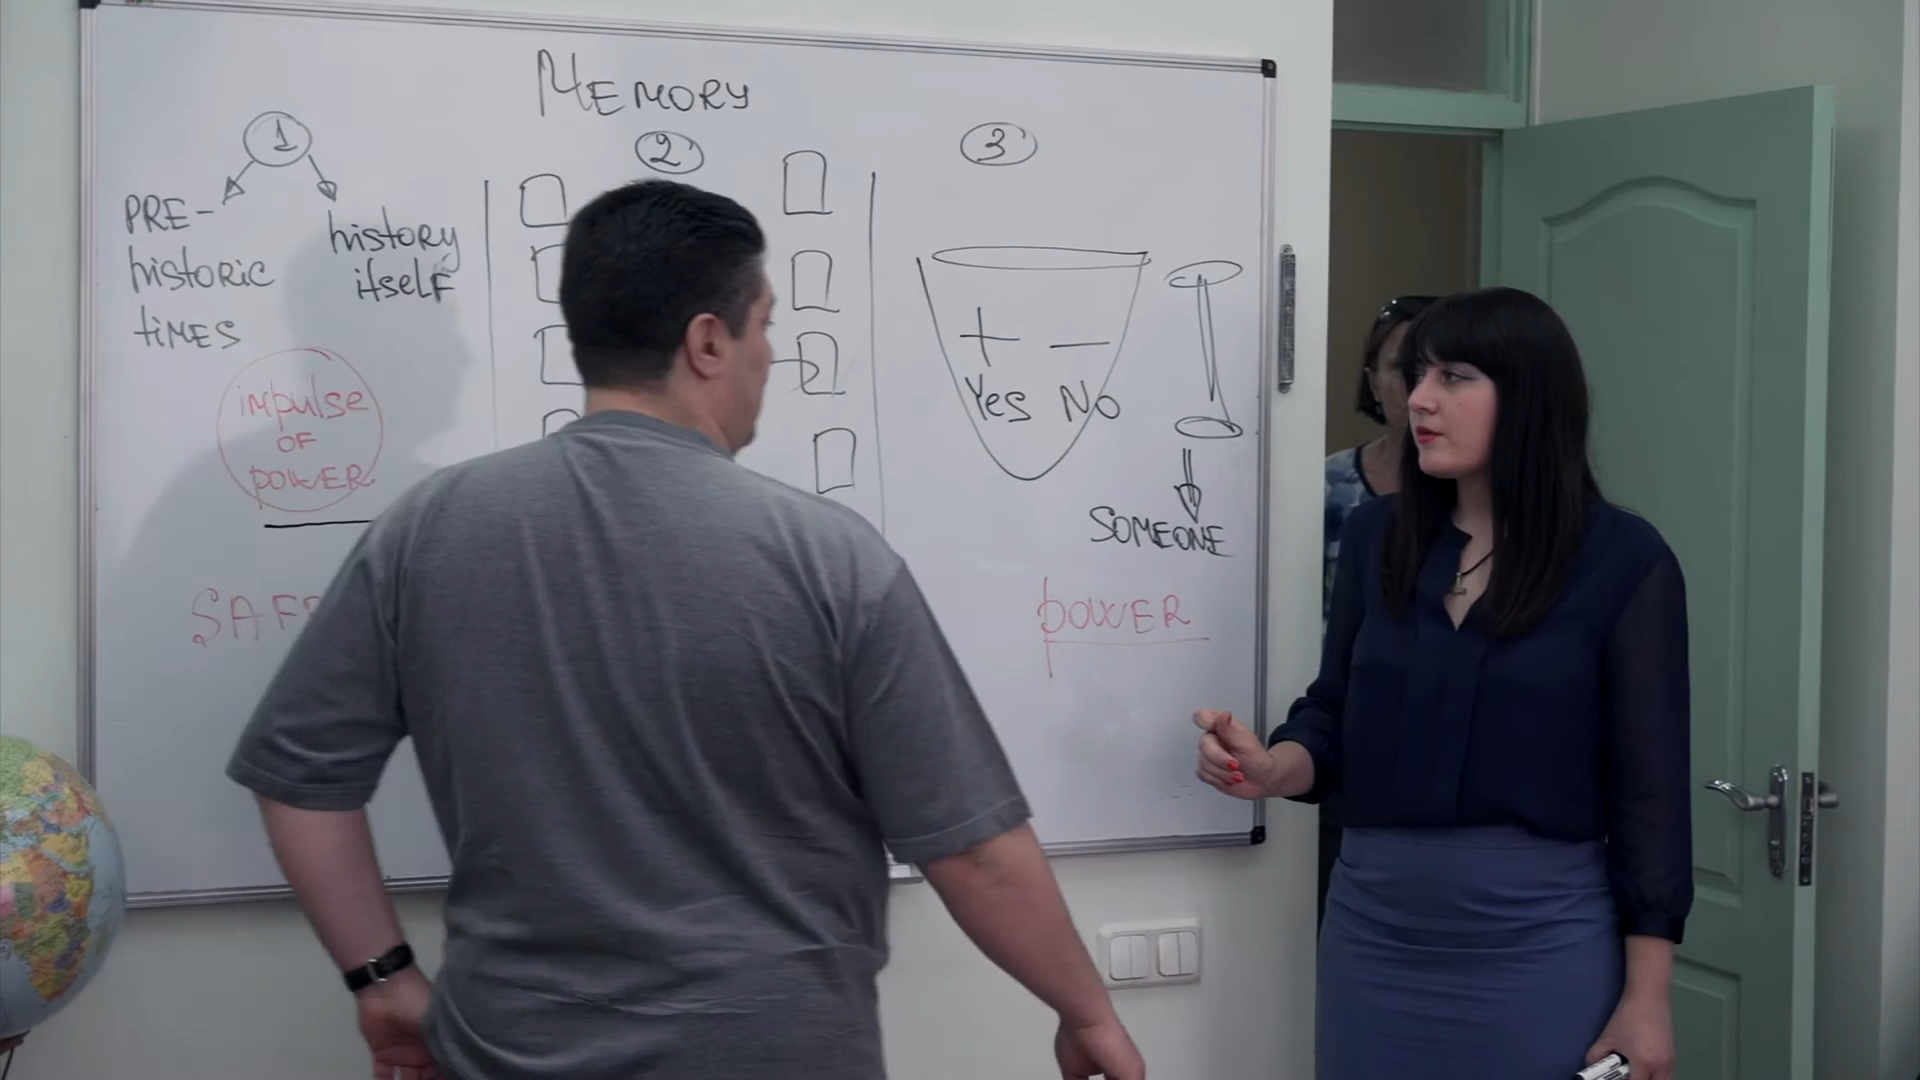 MEMORY
1
PRE-
historic
times
history
itself
impulse
OF
power
2
3
+ −
Yes No
SOMEONE
power